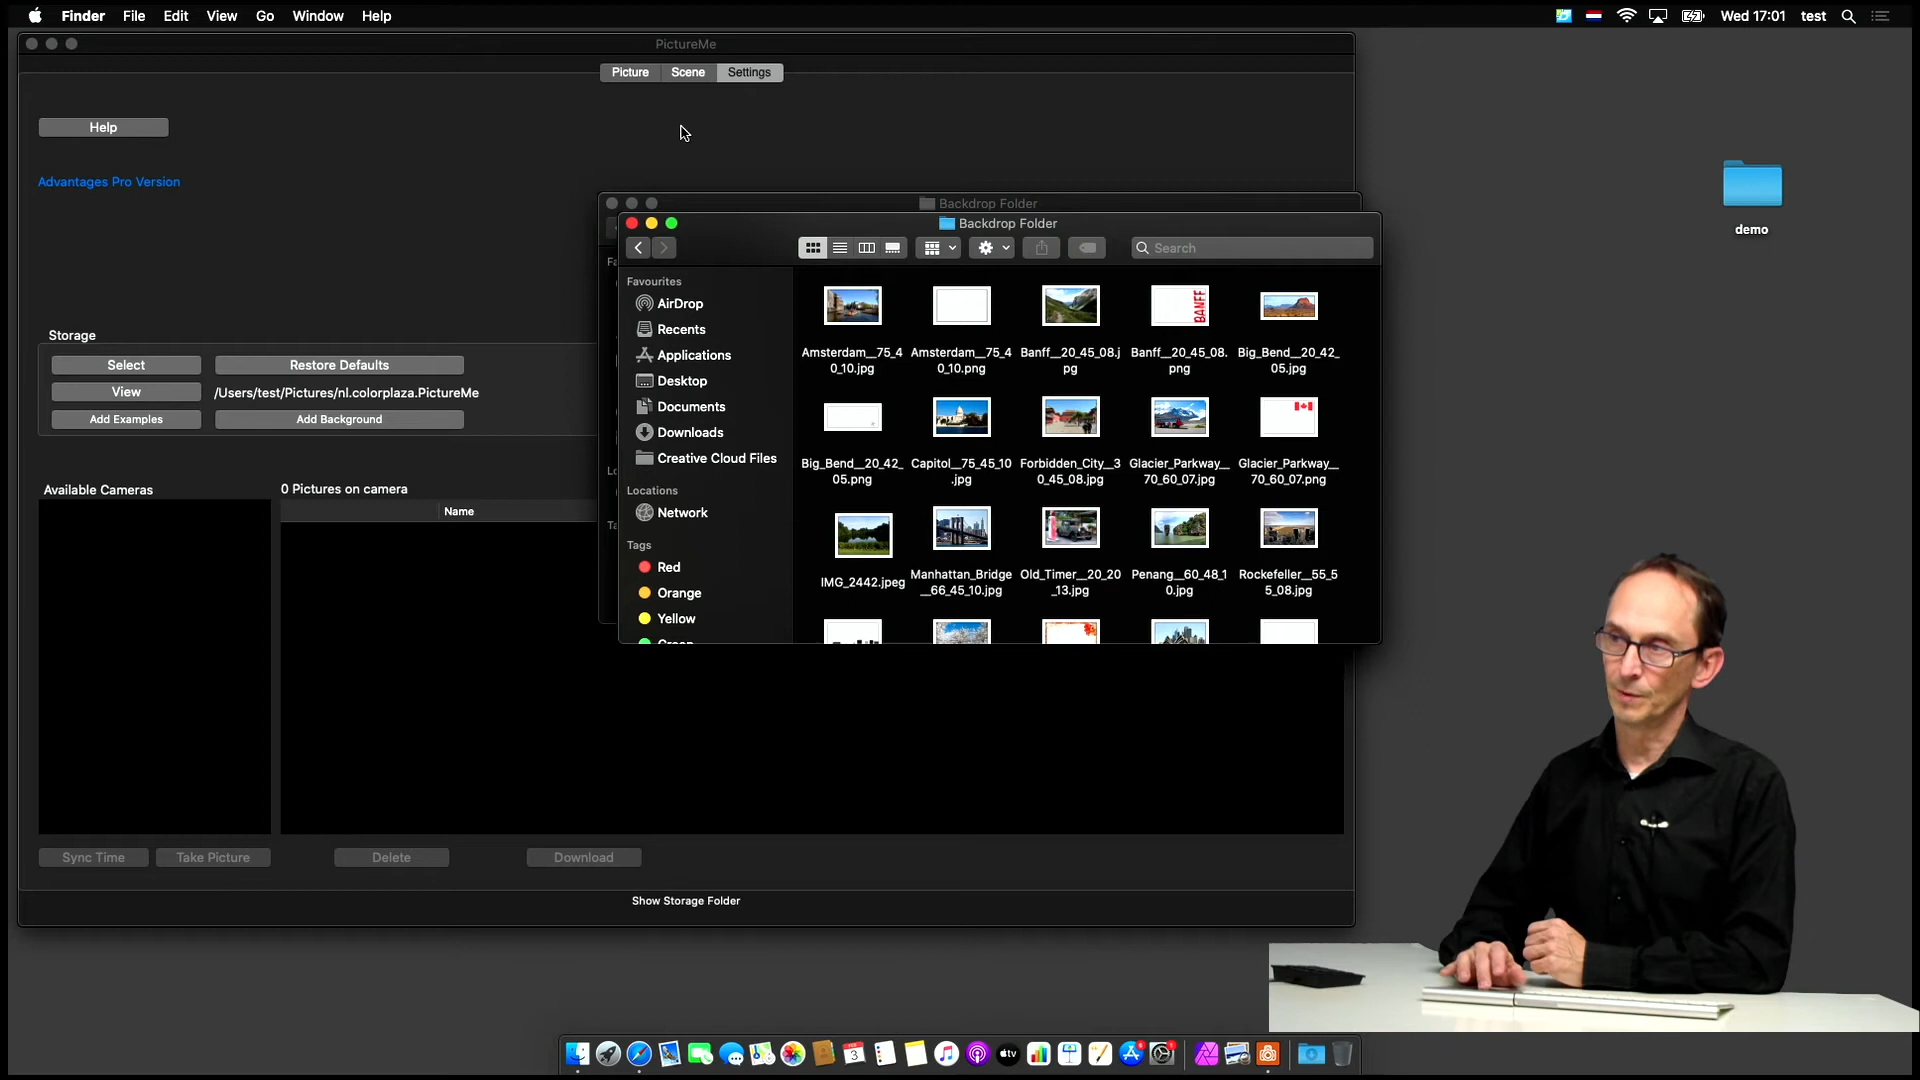 Finder File Edit View Go Window Help
Wed 17:01 test
PictureMe
Picture Scene Settings
Help
Advantages Pro Version
Storage
Select Restore Defaults
View /Users/test/Pictures/nl.colorplaza.PictureMe
Add Examples Add Background
Available Cameras
0 Pictures on camera
Name
Sync Time Take Picture Delete Download
Show Storage Folder
Backdrop Folder
Backdrop Folder
Search
Favourites
AirDrop
Recents
Applications
Desktop
Documents
Downloads
Creative Cloud Files
Locations
Network
Tags
Red
Orange
Yellow
Green
BANFF
Amsterdam__75_4 Amsterdam__75_4 Banff__20_45_08.j Banff__20_45_08. Big_Bend__20_42_
0_10.jpg 0_10.png pg png 05.jpg
Big_Bend__20_42_ Capitol__75_45_10 Forbidden_City__3 Glacier_Parkway__ Glacier_Parkway__
05.png .jpg 0_45_08.jpg 70_60_07.jpg 70_60_07.png
IMG_2442.jpeg Manhattan_Bridge Old_Timer__20_20 Penang__60_48_1 Rockefeller__55_5
__66_45_10.jpg _13.jpg 0.jpg 5_08.jpg
demo
3
tv